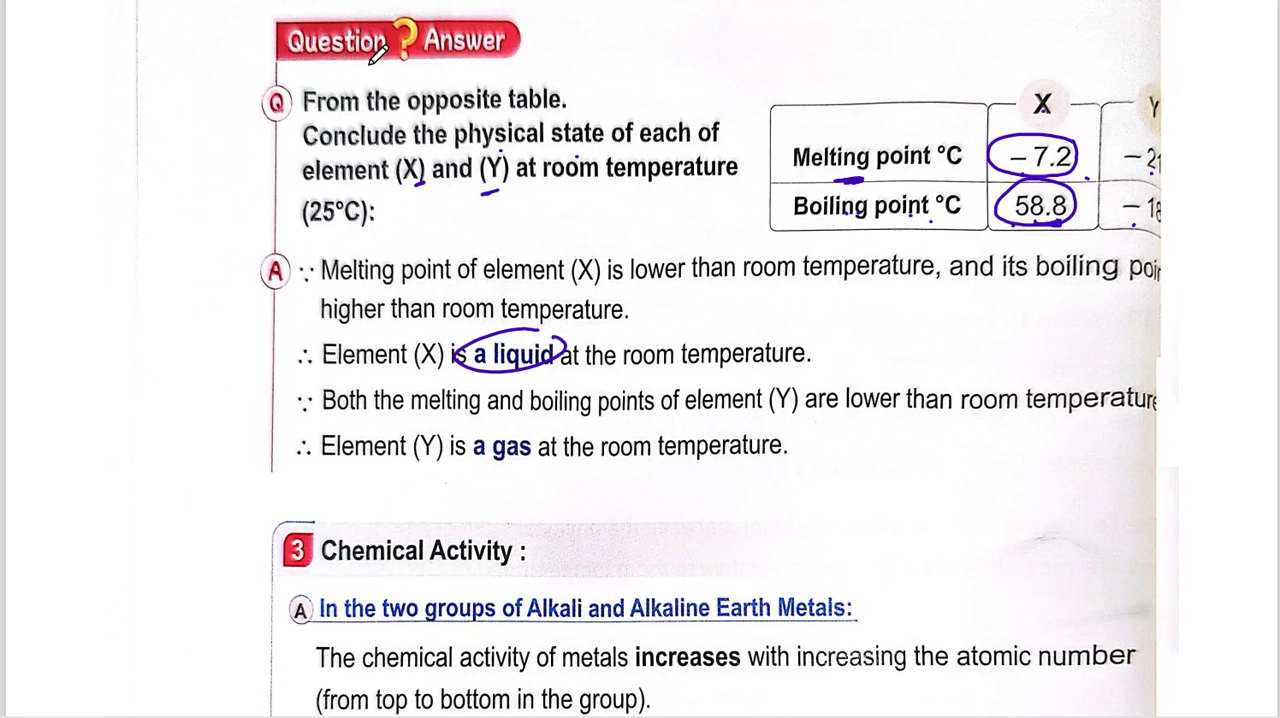 Question ? Answer
Q From the opposite table.
Conclude the physical state of each of
element (X) and (Y) at room temperature
(25°C):
X Y
Melting point °C – 7.2
Boiling point °C 58.8
A ∵ Melting point of element (X) is lower than room temperature, and its boiling
higher than room temperature.
∴ Element (X) is a liquid at the room temperature.
∵ Both the melting and boiling points of element (Y) are lower than room temperature
∴ Element (Y) is a gas at the room temperature.
3 Chemical Activity :
A In the two groups of Alkali and Alkaline Earth Metals:
The chemical activity of metals increases with increasing the atomic number
(from top to bottom in the group).